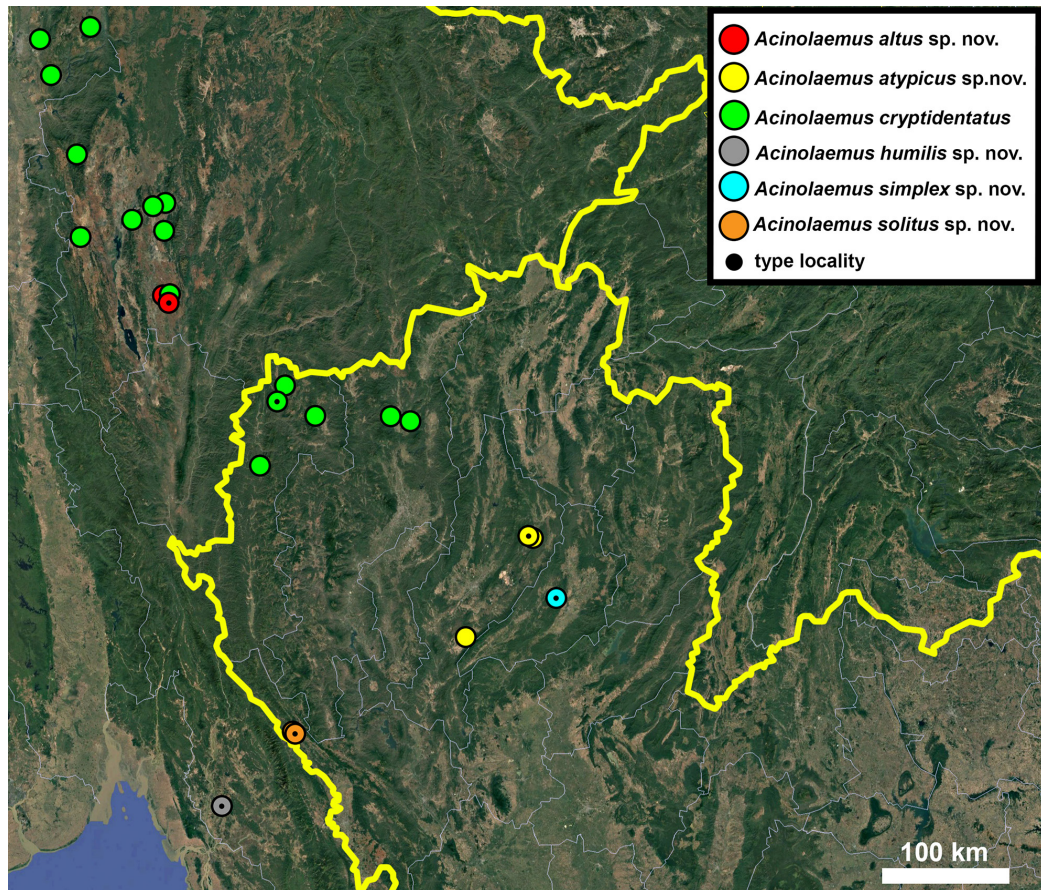 Acinolaemus altus sp. nov.
Acinolaemus atypicus sp.nov.
Acinolaemus cryptidentatus
Acinolaemus humilis sp. nov.
Acinolaemus simplex sp. nov.
Acinolaemus solitus sp. nov.
type locality
100 km